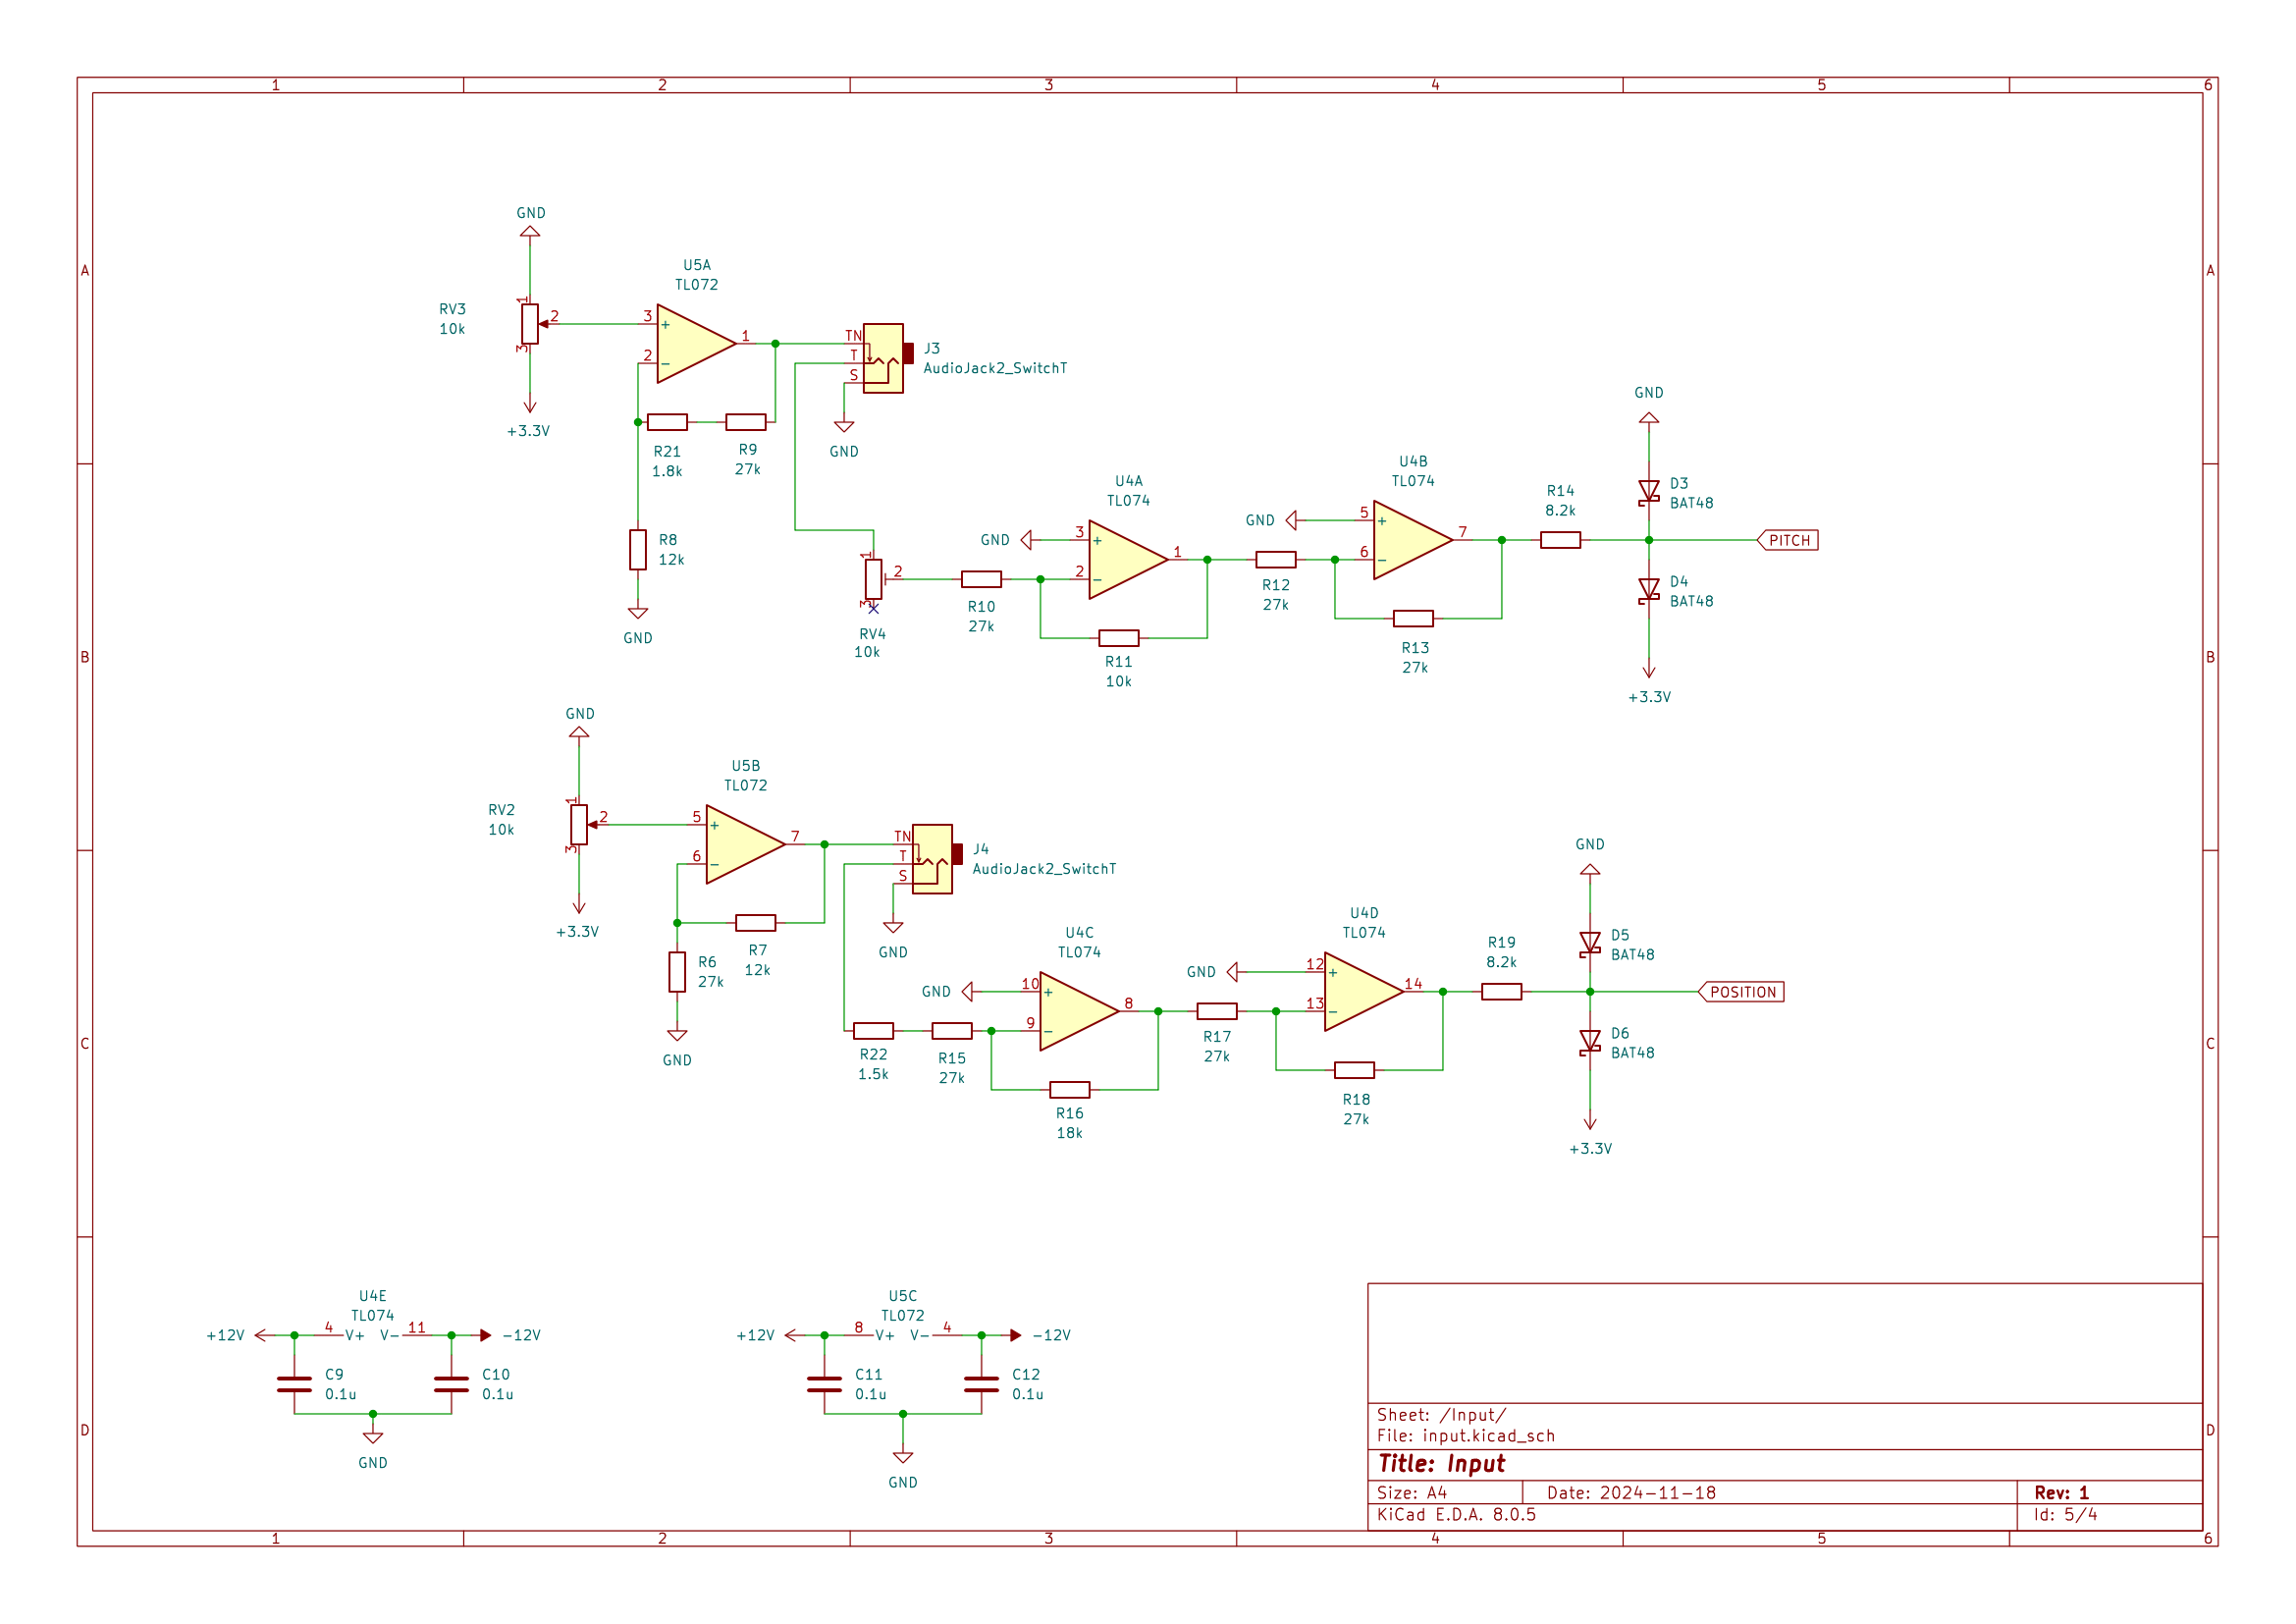 1 2 3 4 5 6
A A
B B
C C
D D
GND
RV3
10k
1
2
3
+3.3V
U5A
TL072
3
+
2
−
1
R21
1.8k
R9
27k
R8
12k
GND
TN
T
S
J3
AudioJack2_SwitchT
GND
1
2
3
RV4
10k
R10
27k
GND
U4A
TL074
3
+
2
−
1
R11
10k
R12
27k
GND
U4B
TL074
5
+
6
−
7
R13
27k
R14
8.2k
GND
D3
BAT48
D4
BAT48
+3.3V
PITCH
GND
RV2
10k
1
2
3
+3.3V
U5B
TL072
5
+
6
−
7
R7
12k
R6
27k
GND
TN
T
S
J4
AudioJack2_SwitchT
GND
R22
1.5k
R15
27k
GND
U4C
TL074
10
+
9
−
8
R16
18k
R17
27k
GND
U4D
TL074
12
+
13
−
14
R18
27k
R19
8.2k
GND
D5
BAT48
D6
BAT48
+3.3V
POSITION
U4E
TL074
+12V
4
V+
V−
11
−12V
C9
0.1u
C10
0.1u
GND
U5C
TL072
+12V
8
V+
V−
4
−12V
C11
0.1u
C12
0.1u
GND
Sheet: /Input/
File: input.kicad_sch
Title: Input
Size: A4 Date: 2024-11-18 Rev: 1
KiCad E.D.A. 8.0.5 Id: 5/4
1 2 3 4 5 6